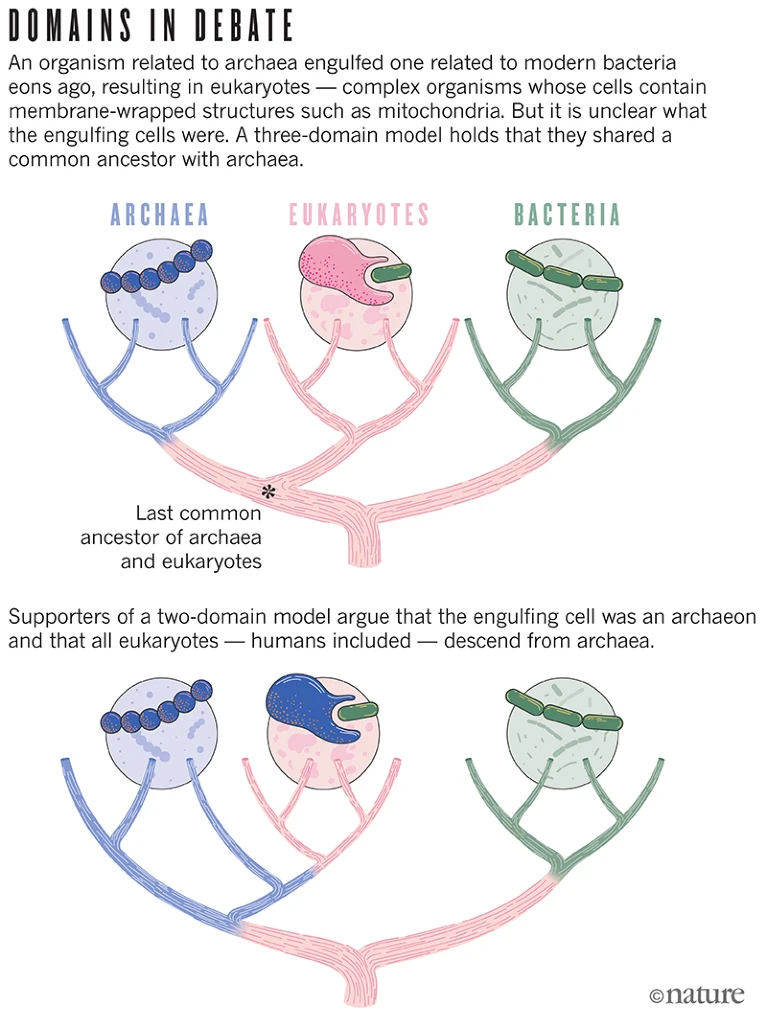 DOMAINS IN DEBATE
An organism related to archaea engulfed one related to modern bacteria
eons ago, resulting in eukaryotes — complex organisms whose cells contain
membrane-wrapped structures such as mitochondria. But it is unclear what
the engulfing cells were. A three-domain model holds that they shared a
common ancestor with archaea.
ARCHAEA
EUKARYOTES
BACTERIA
*
Last common
ancestor of archaea
and eukaryotes
Supporters of a two-domain model argue that the engulfing cell was an archaeon
and that all eukaryotes — humans included — descend from archaea.
©nature